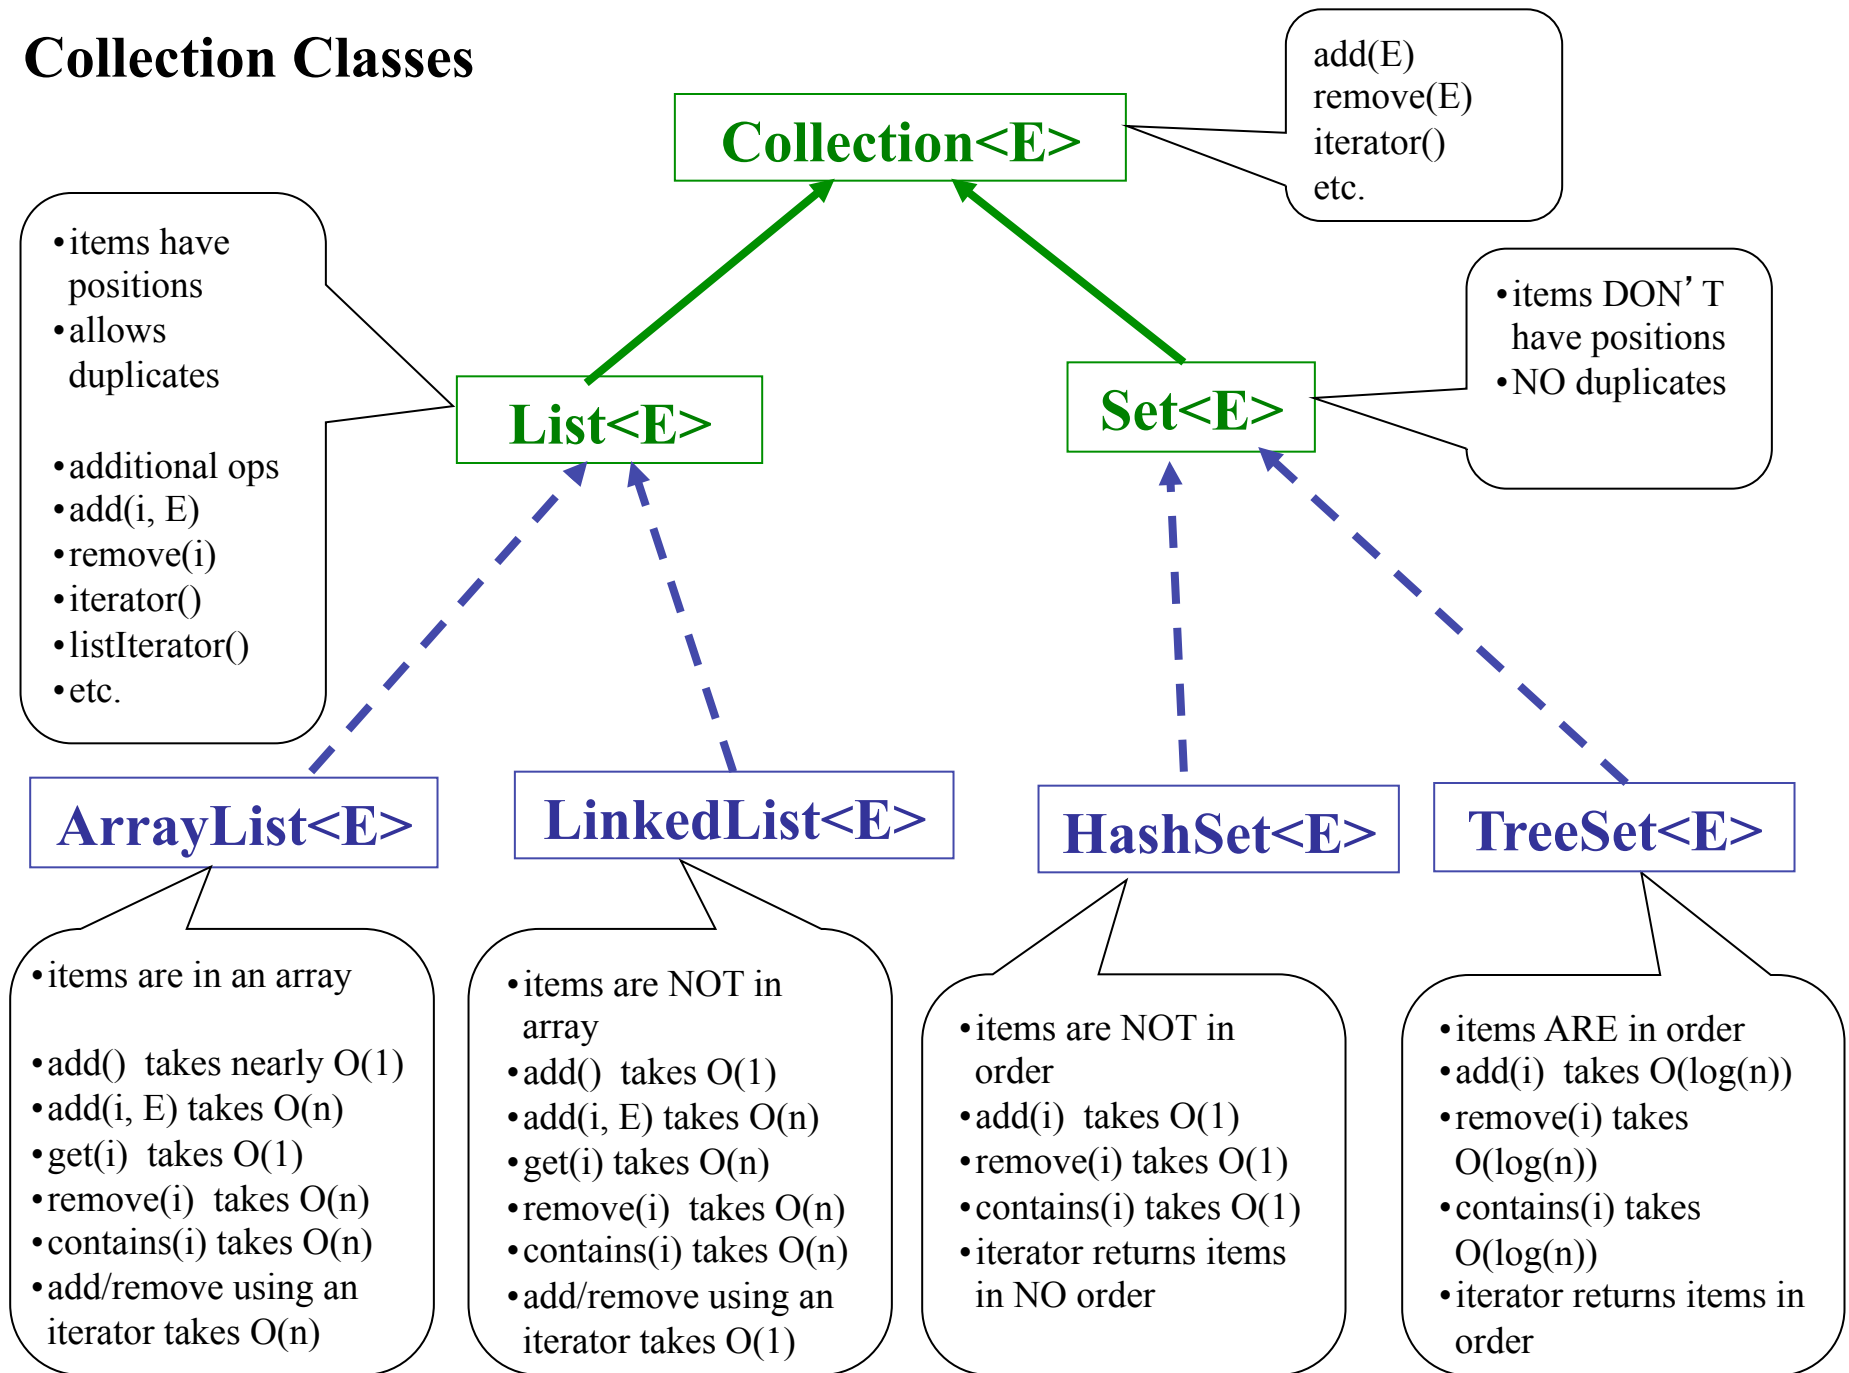 Collection Classes
add(E)
remove(E)
iterator()
etc.
Collection<E>
•items have
positions
•allows
duplicates
•additional ops
•add(i, E)
•remove(i)
•iterator()
•listIterator()
•etc.
•items DON’T
have positions
•NO duplicates
List<E>
Set<E>
ArrayList<E>
LinkedList<E>
HashSet<E>
TreeSet<E>
•items are in an array
•add()  takes nearly O(1)
•add(i, E) takes O(n)
•get(i)  takes O(1)
•remove(i)  takes O(n)
•contains(i) takes O(n)
•add/remove using an
iterator takes O(n)
•items are NOT in
array
•add()  takes O(1)
•add(i, E) takes O(n)
•get(i) takes O(n)
•remove(i)  takes O(n)
•contains(i) takes O(n)
•add/remove using an
iterator takes O(1)
•items are NOT in
order
•add(i)  takes O(1)
•remove(i) takes O(1)
•contains(i) takes O(1)
•iterator returns items
in NO order
•items ARE in order
•add(i)  takes O(log(n))
•remove(i) takes
O(log(n))
•contains(i) takes
O(log(n))
•iterator returns items in
order